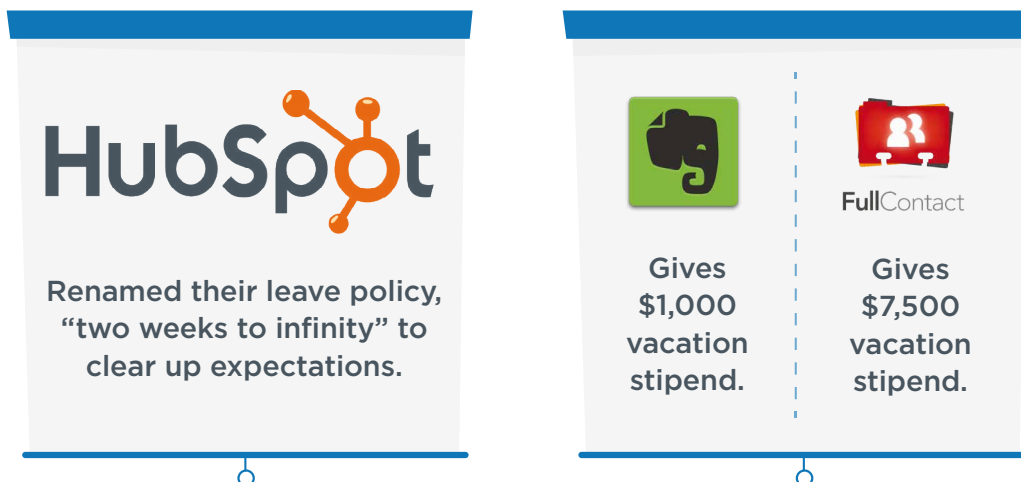 HubSpot
Renamed their leave policy,
“two weeks to infinity” to
clear up expectations.
Gives
$1,000
vacation
stipend.
FullContact
Gives
$7,500
vacation
stipend.